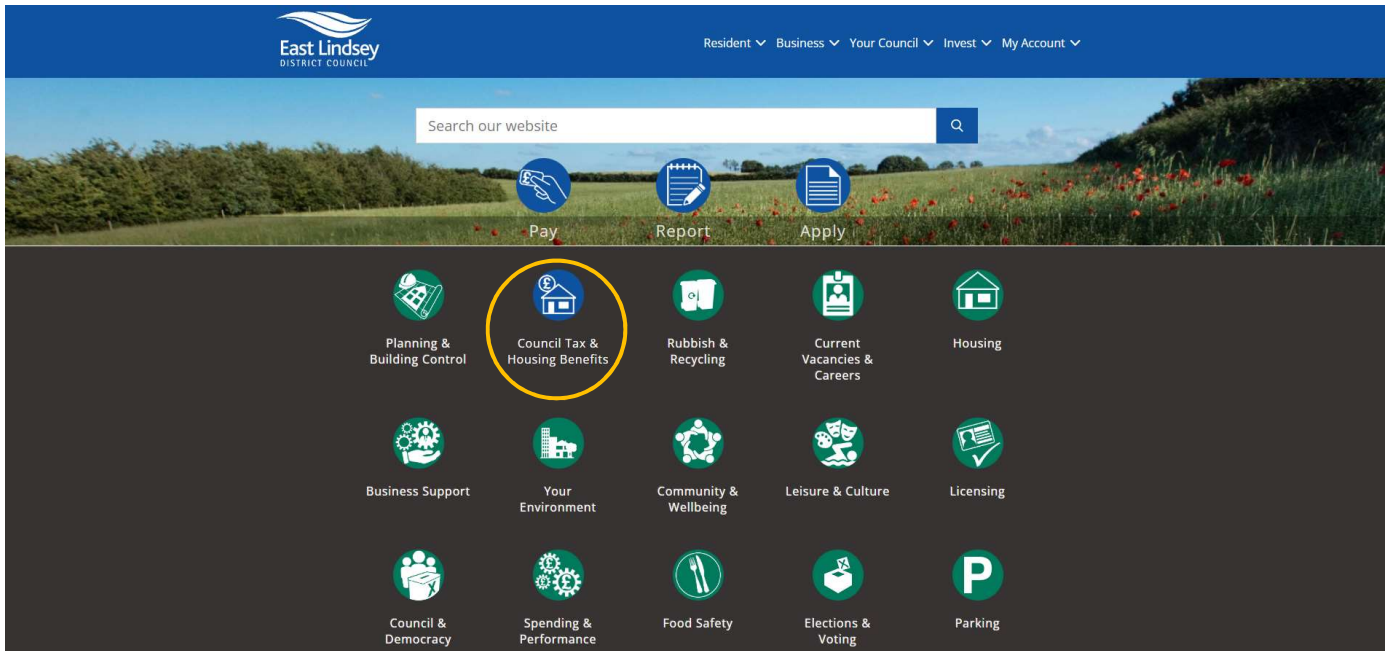 East Lindsey
DISTRICT COUNCIL
Resident Business Your Council Invest My Account
Search our website
Pay Report Apply
Planning & Building Control
Council Tax & Housing Benefits
Rubbish & Recycling
Current Vacancies & Careers
Housing
Business Support
Your Environment
Community & Wellbeing
Leisure & Culture
Licensing
Council & Democracy
Spending & Performance
Food Safety
Elections & Voting
P
Parking